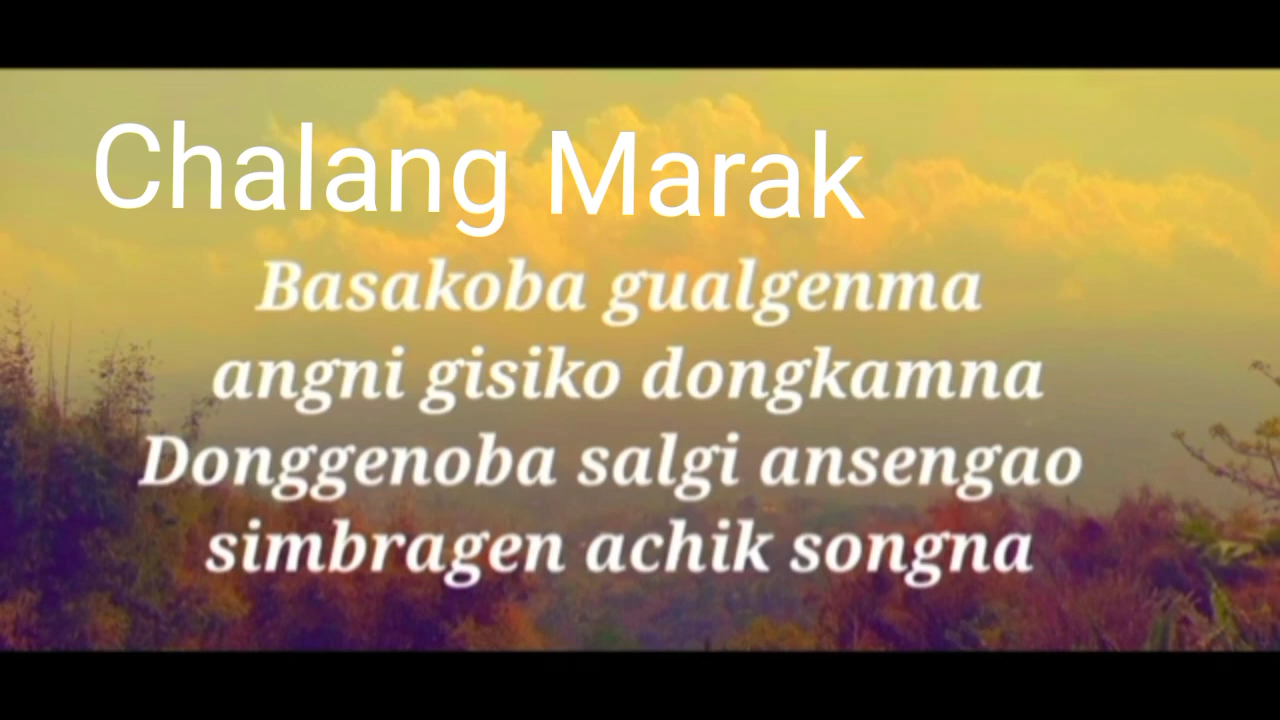 Chalang Marak
Basakoba gualgenma
angni gisiko dongkamna
Donggenoba salgi ansengao
simbragen achik songna